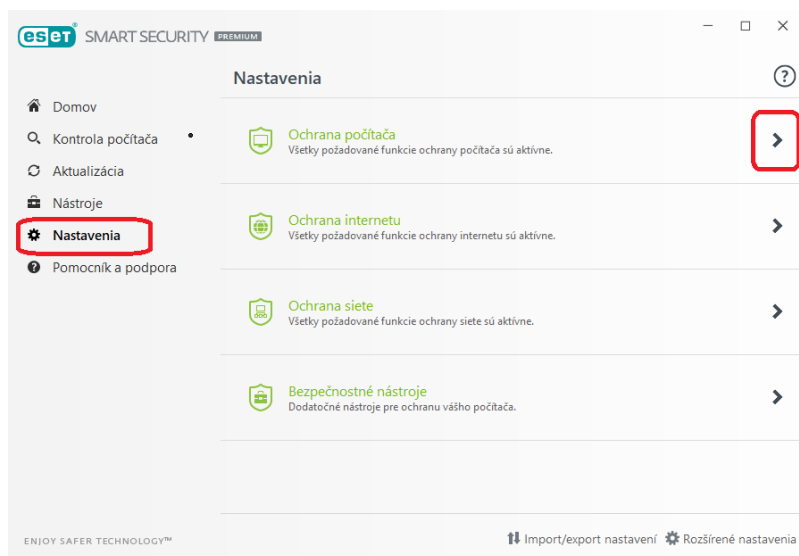 eset SMART SECURITY PREMIUM
Nastavenia
Domov
Kontrola počítača
Aktualizácia
Nástroje
Nastavenia
Pomocník a podpora
Ochrana počítača
Všetky požadované funkcie ochrany počítača sú aktívne.
Ochrana internetu
Všetky požadované funkcie ochrany internetu sú aktívne.
Ochrana siete
Všetky požadované funkcie ochrany siete sú aktívne.
Bezpečnostné nástroje
Dodatočné nástroje pre ochranu vášho počítača.
ENJOY SAFER TECHNOLOGY™
Import/export nastavení Rozšírené nastavenia